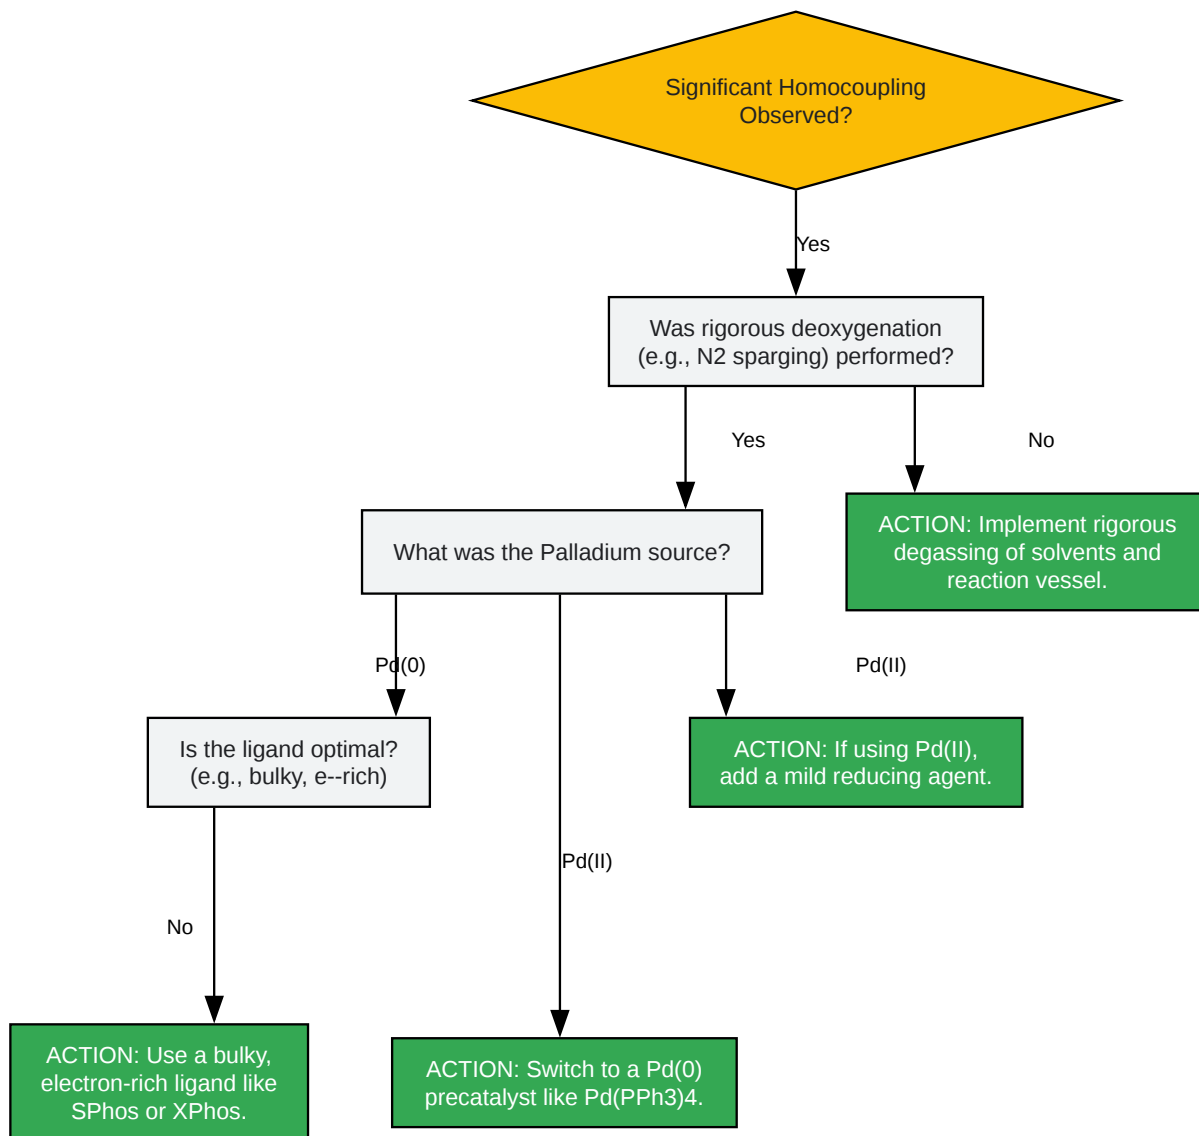 Significant Homocoupling
Observed?
Yes
Was rigorous deoxygenation
(e.g., N2 sparging) performed?
Yes
No
What was the Palladium source?
ACTION: Implement rigorous
degassing of solvents and
reaction vessel.
Pd(0)
Pd(II)
Is the ligand optimal?
(e.g., bulky, e--rich)
ACTION: If using Pd(II),
add a mild reducing agent.
Pd(II)
No
ACTION: Use a bulky,
electron-rich ligand like
SPhos or XPhos.
ACTION: Switch to a Pd(0)
precatalyst like Pd(PPh3)4.